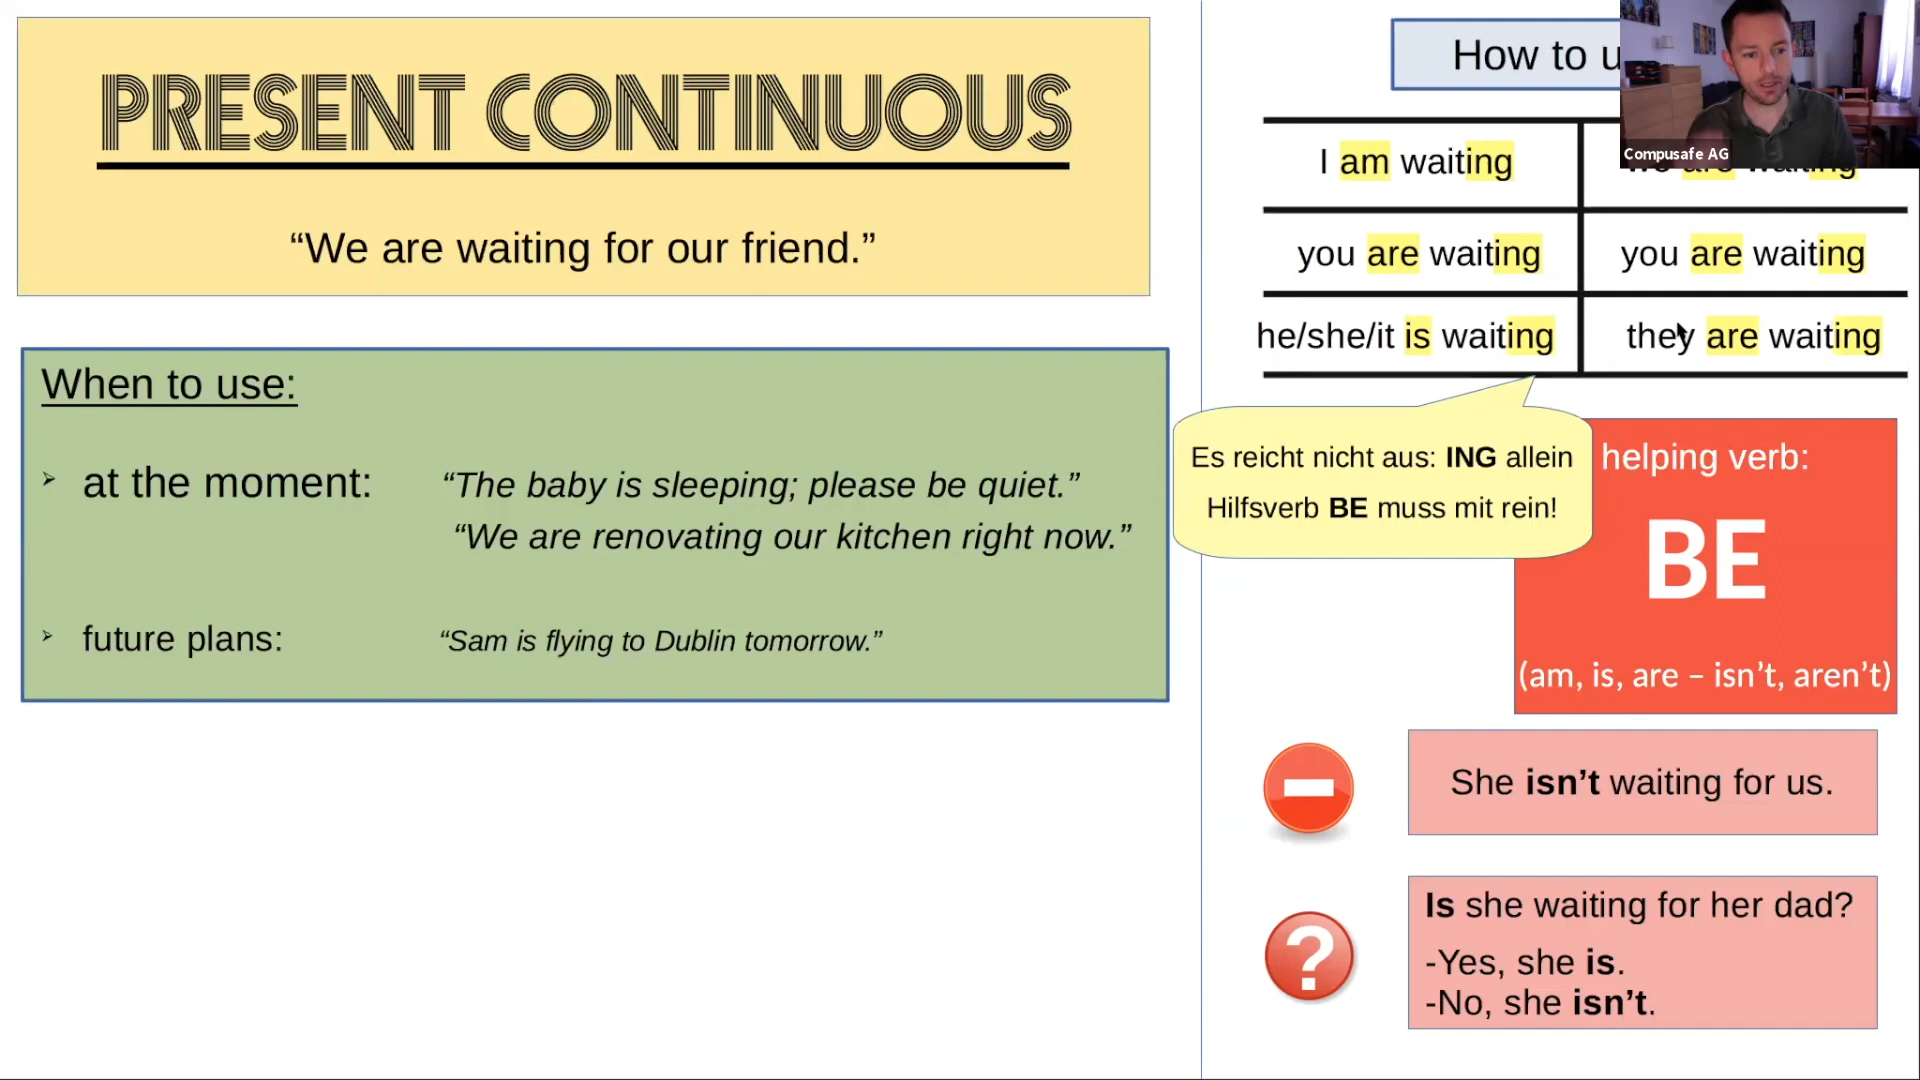 PRESENT CONTINUOUS
“We are waiting for our friend.”
When to use:
➢ at the moment: “The baby is sleeping; please be quiet.”
“We are renovating our kitchen right now.”
➢ future plans: “Sam is flying to Dublin tomorrow.”
How to u
Compusafe AG
I am waiting
we are waiting
you are waiting
you are waiting
he/she/it is waiting
they are waiting
Es reicht nicht aus: ING allein
Hilfsverb BE muss mit rein!
helping verb:
BE
(am, is, are – isn’t, aren’t)
She isn’t waiting for us.
?
Is she waiting for her dad?
-Yes, she is.
-No, she isn’t.